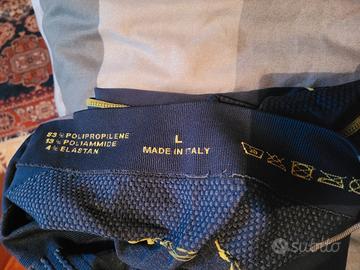 83% POLIPROPILENE
13% POLIAMMIDE
4% ELASTAN
L
MADE IN ITALY
subito